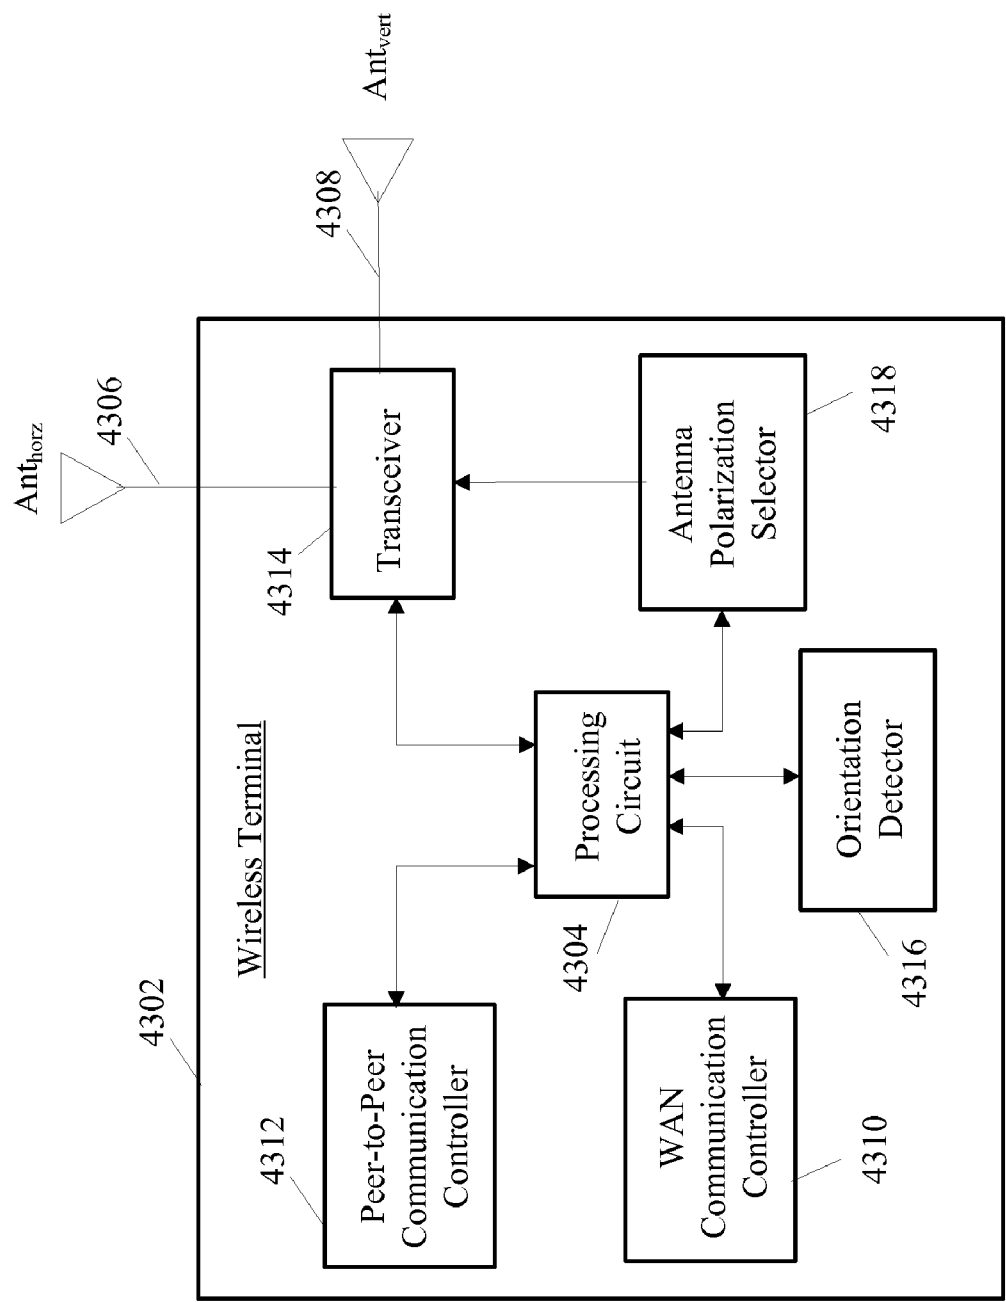 4302
Wireless Terminal
4312
Peer-to-Peer
Communication
Controller
4314
Transceiver
4306
Ant_horz
4308
Ant_vert
4304
Processing
Circuit
WAN
Communication
Controller
4310
Orientation
Detector
4316
Antenna
Polarization
Selector
4318